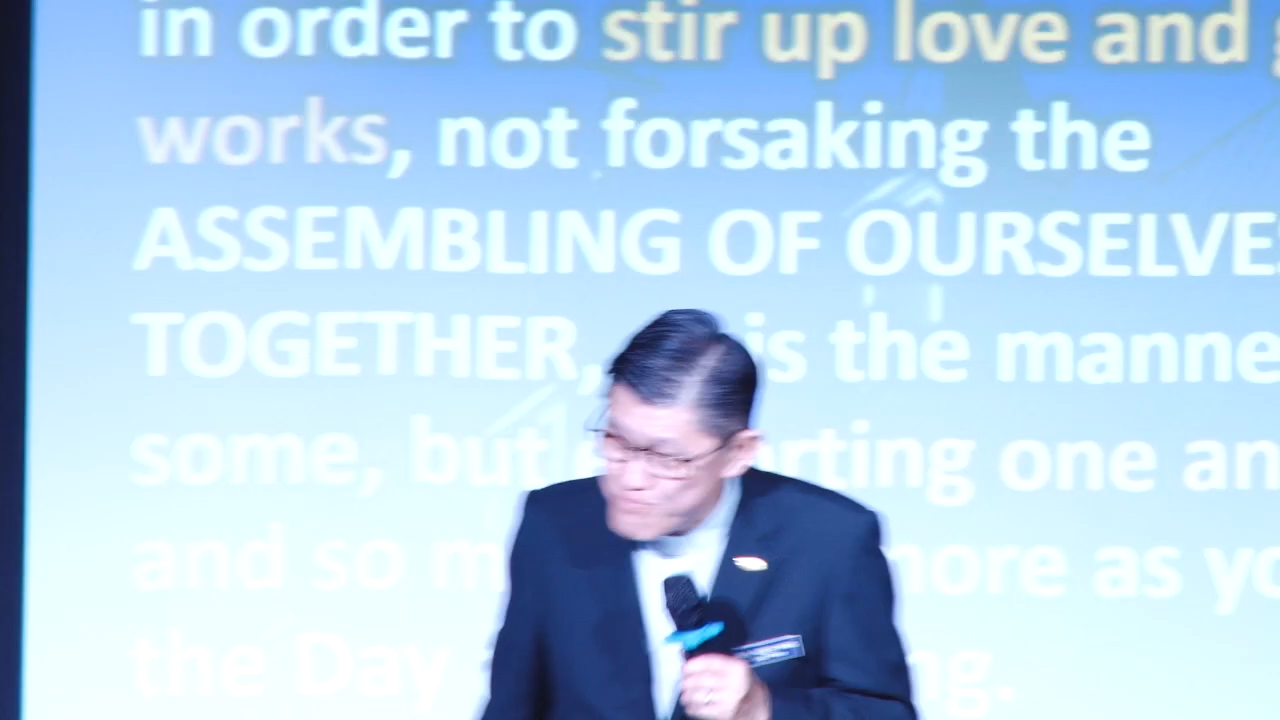 in order to stir up love and
works, not forsaking the
ASSEMBLING OF OURSELVE
TOGETHER, is the manne
some, but rting one an
and so m more as yo
the Day ng.